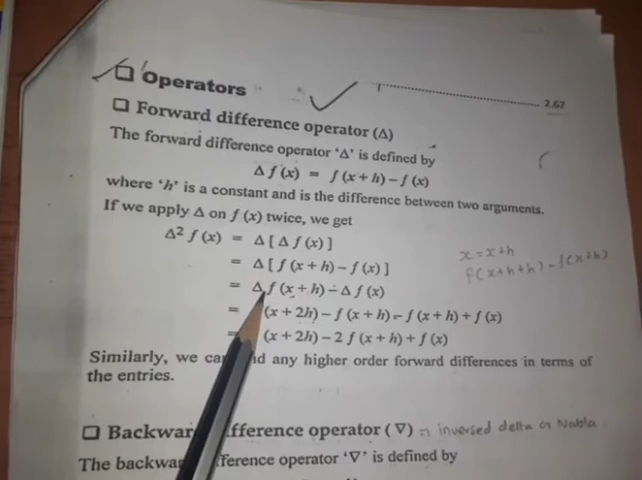 Operators
2.67
Forward difference operator (Δ)
The forward difference operator 'Δ' is defined by
Δ f (x) = f (x + h) – f (x)
where 'h' is a constant and is the difference between two arguments.
If we apply Δ on f (x) twice, we get
Δ² f (x) = Δ [ Δ f (x) ]
= Δ [ f (x + h) – f (x) ]
x = x+h
f(x+h+h) - f(x+h)
= Δ f (x + h) – Δ f (x)
= (x + 2h) – f (x + h) – f (x + h) + f (x)
= (x + 2h) – 2 f (x + h) + f (x)
Similarly, we can any higher order forward differences in terms of
the entries.
Backwar fference operator ( ∇ ) = inversed delta or Nabla
The backwa ference operator '∇' is defined by